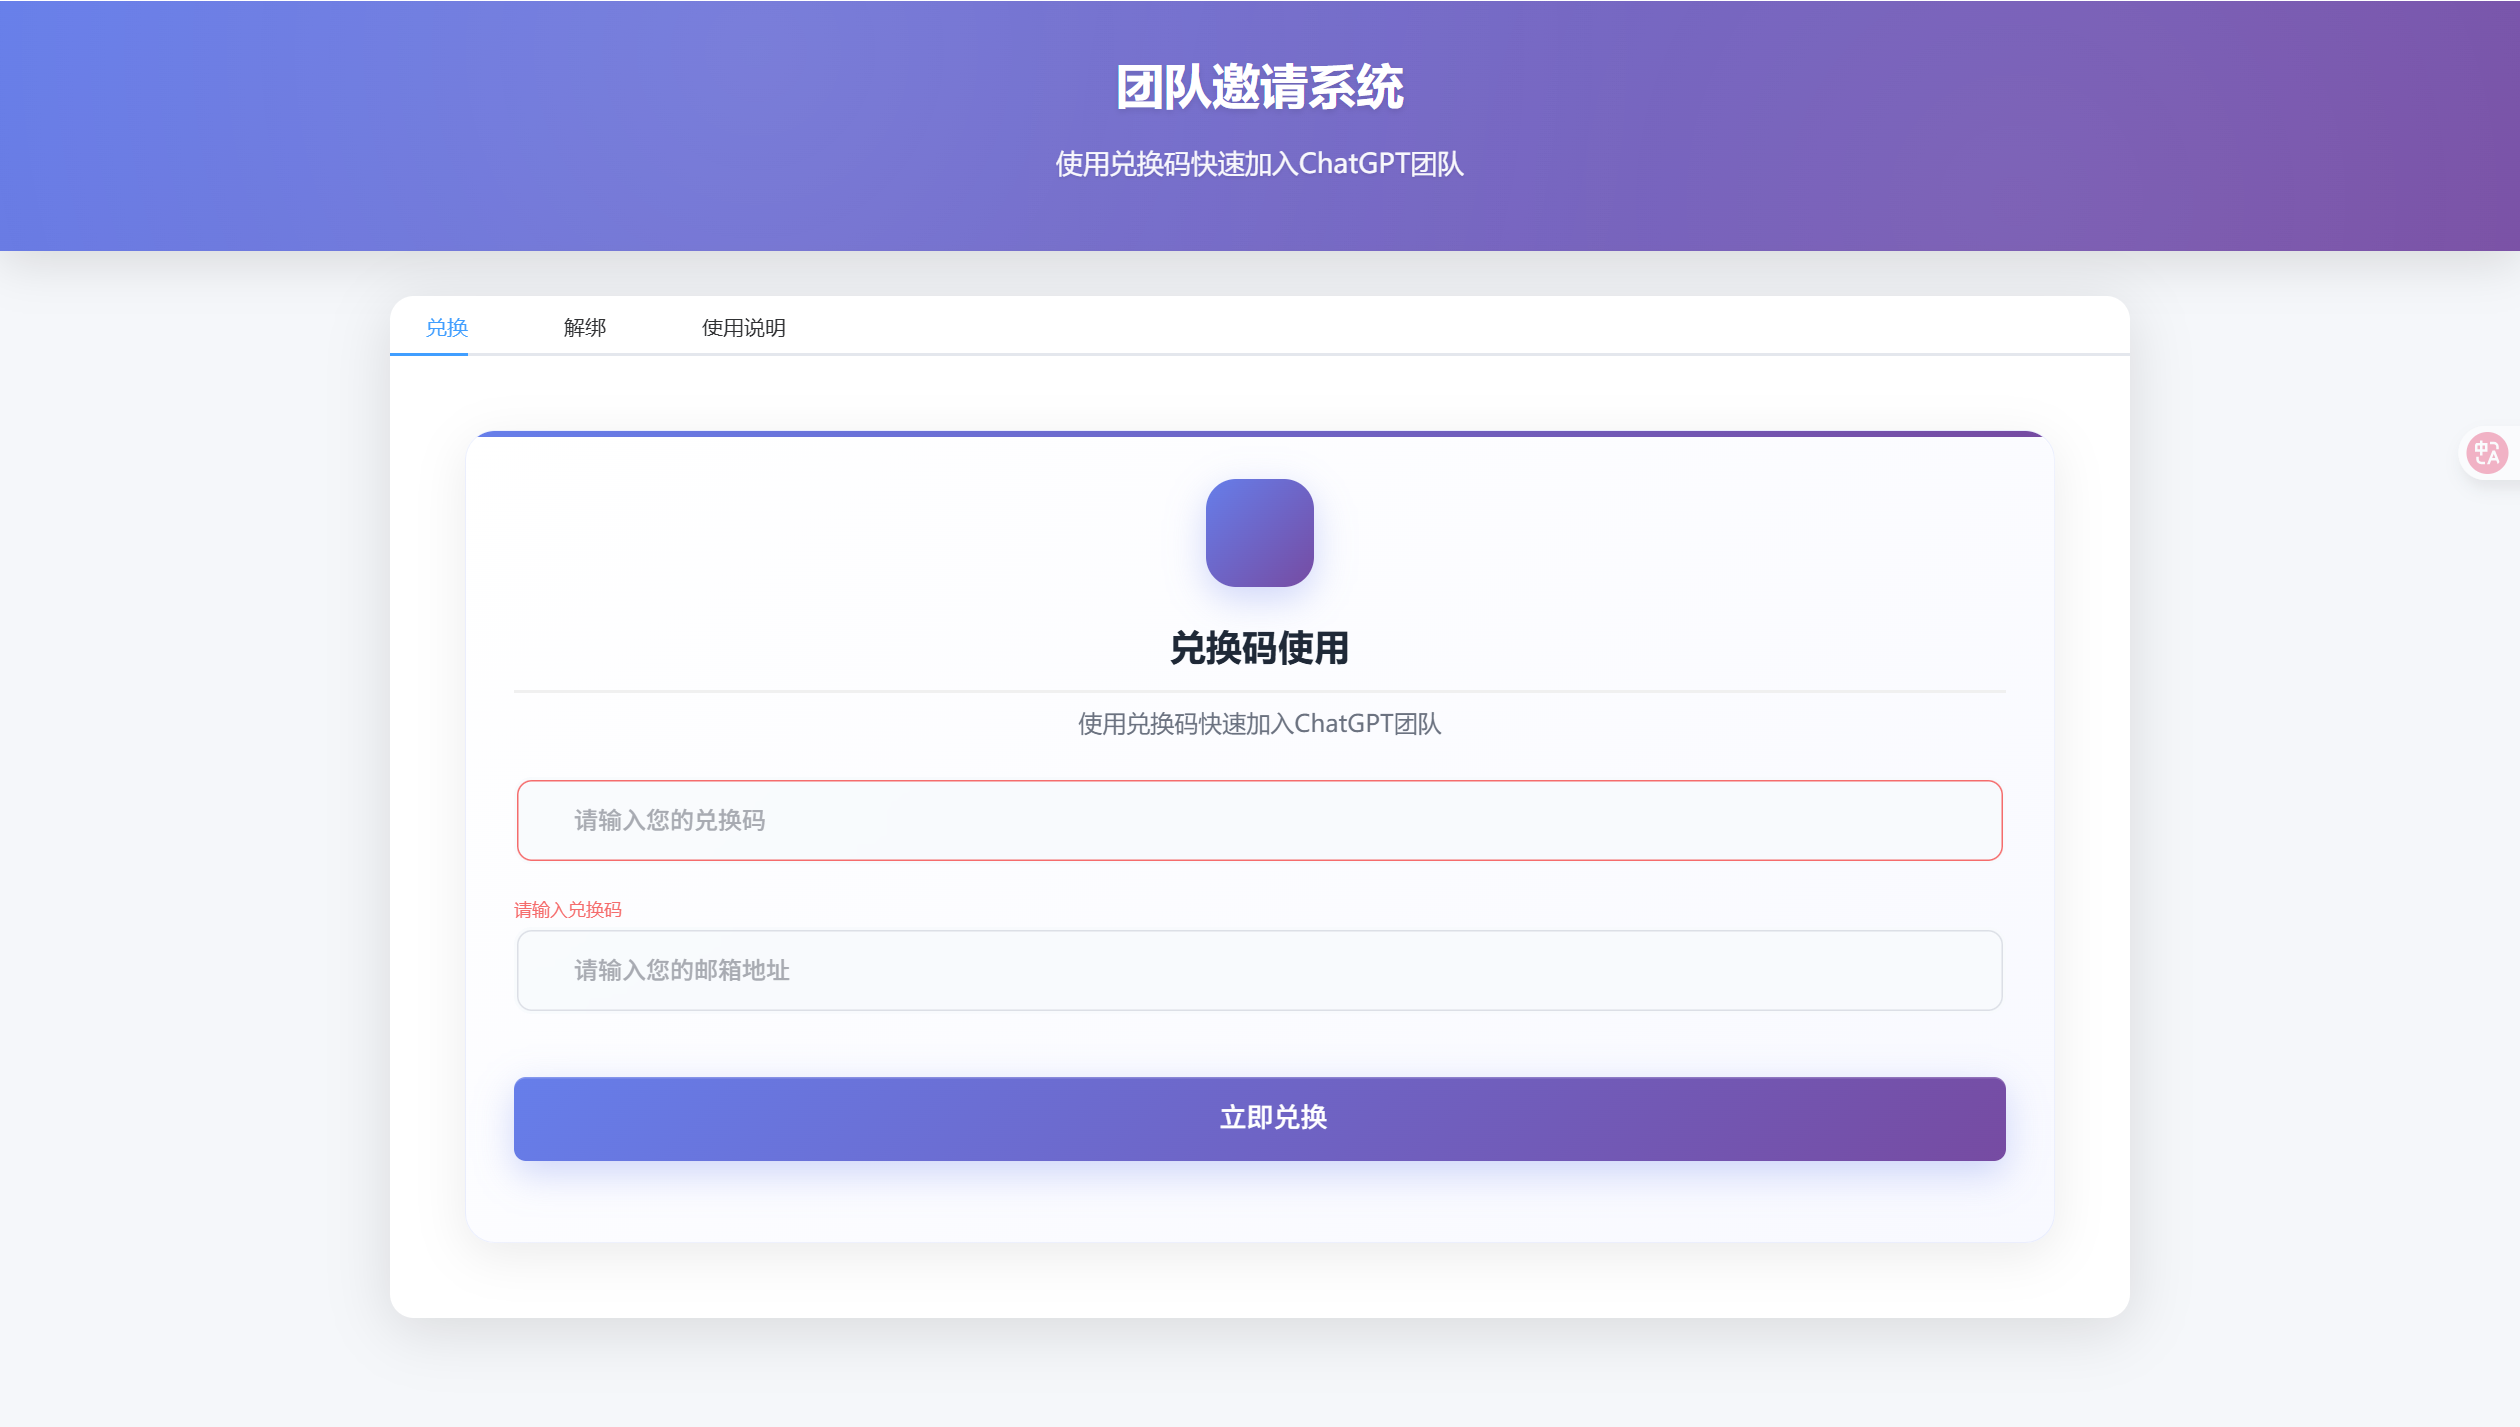 团队邀请系统
使用兑换码快速加入ChatGPT团队
兑换
解绑
使用说明
兑换码使用
使用兑换码快速加入ChatGPT团队
请输入您的兑换码
请输入兑换码
请输入您的邮箱地址
立即兑换
中A